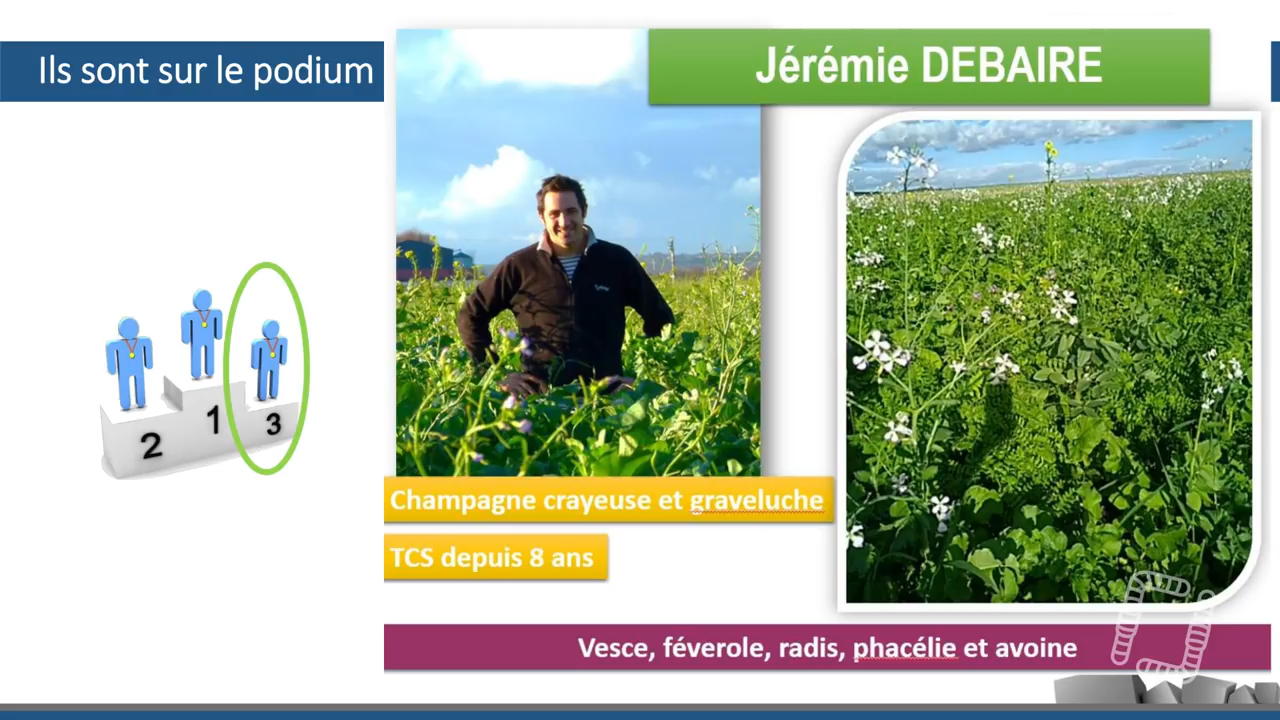 Ils sont sur le podium
Jérémie DEBAIRE
2
1
3
Champagne crayeuse et graveluche
TCS depuis 8 ans
Vesce, féverole, radis, phacélie et avoine